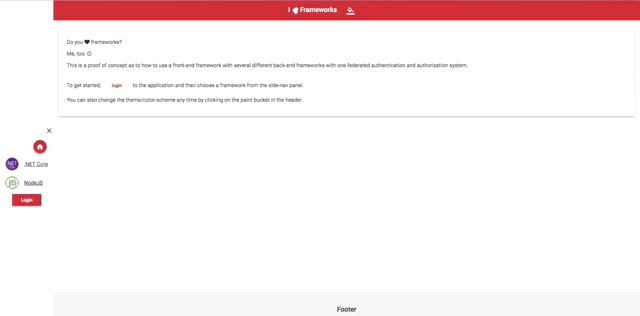 I Frameworks
Do you ❤ frameworks?
Me, too. ☺
This is a proof of concept as to how to use a front-end framework with several different back-end frameworks with one federated authentication and authorization system.
To get started, login to the application and then choose a framework from the side-nav panel.
You can also change the theme/color-scheme any time by clicking on the paint bucket in the header.
NET .NET Core
JS NodeJS
Login
Footer